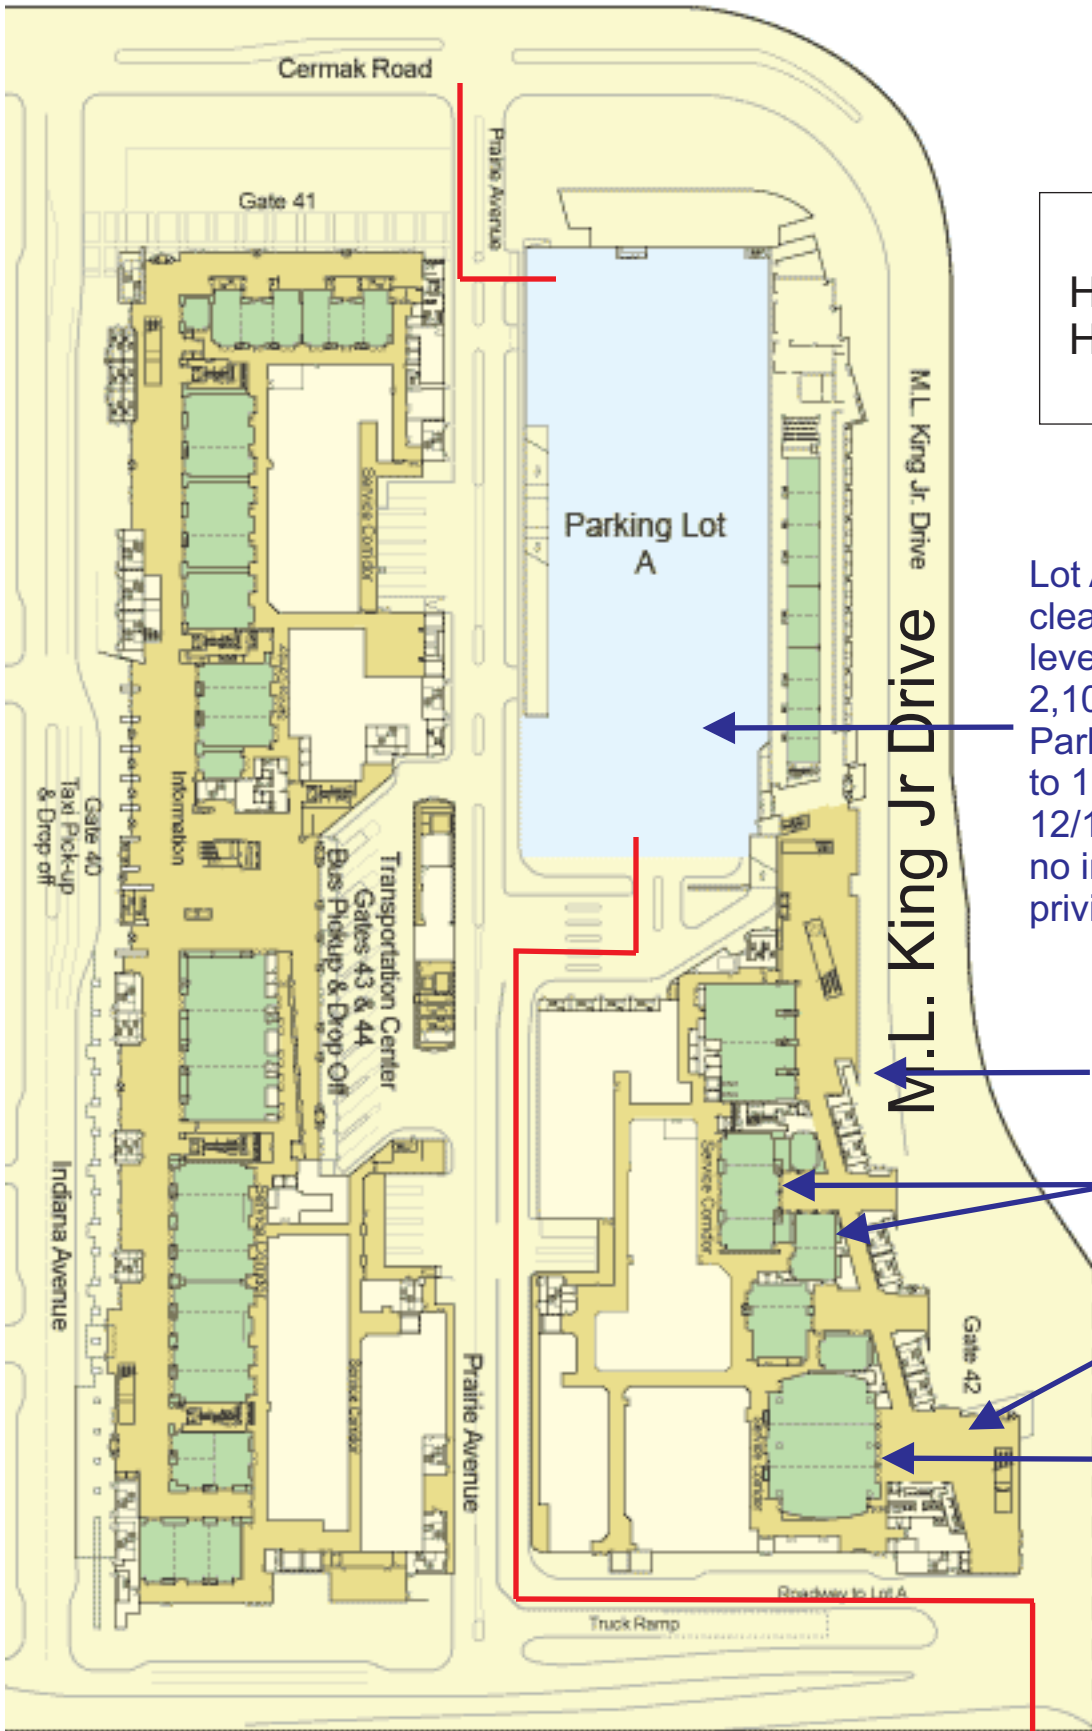 Cermak Road
Prairie Avenue
Gate 41
H
H
M.L. King Jr. Drive
Service Corridor
Parking Lot
A
Lot
clea
leve
2,10
Parl
to 1
12/1
no i
privi
M.L. King Jr Drive
Information
Gate 40
Taxi Pick-up
& Drop off
Transportation Center
Gates 43 & 44
Bus Pickup & Drop Off
Indiana Avenue
Service Corridor
Service Corridor
Service Corridor
Prairie Avenue
Gate 42
Service Corridor
Roadway to Lot A
Truck Ramp